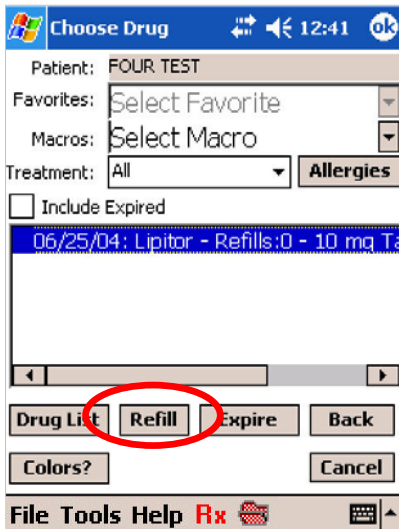 Choose Drug 12:41 ok
Patient: FOUR TEST
Favorites: Select Favorite
Macros: Select Macro
Treatment: All Allergies
Include Expired
06/25/04: Lipitor - Refills:0 - 10 mg Ta
Drug List Refill Expire Back
Colors? Cancel
File Tools Help Rx